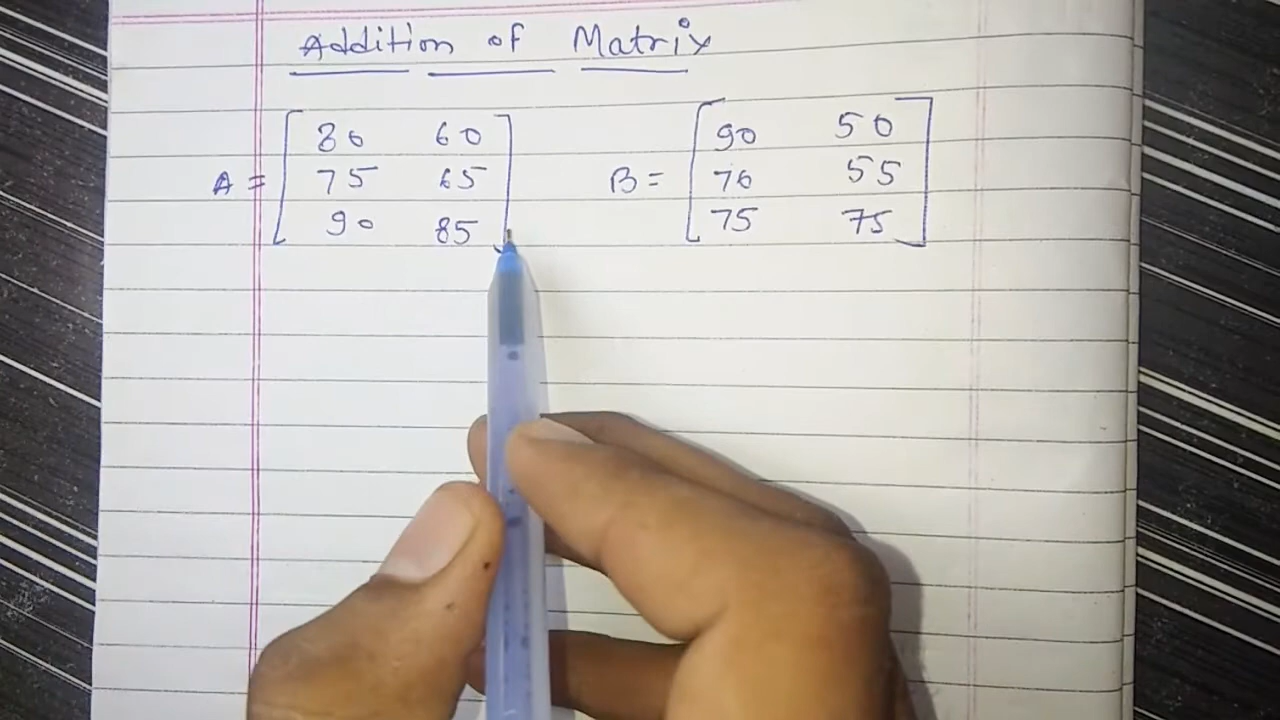 Addition of Matrix
A = [ 80 60 B = [ 90 50
75 65 70 55
90 85 ] 75 75 ]